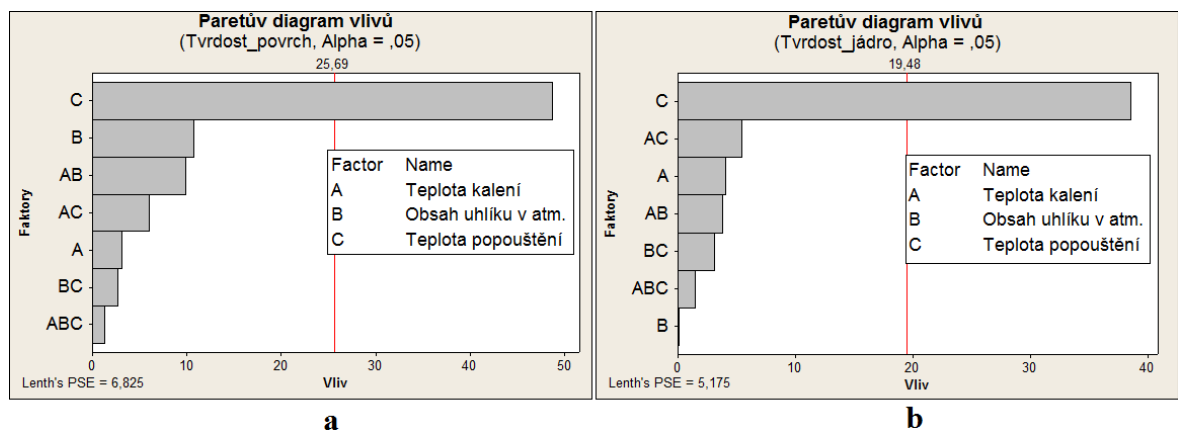 Paretův diagram vlivů
(Tvrdost_povrch, Alpha = ,05)
25,69
C
B
AB
AC
A
BC
ABC
Faktory
Factor Name
A Teplota kalení
B Obsah uhlíku v atm.
C Teplota popouštění
0 10 20 30 40 50
Vliv
Lenth's PSE = 6,825
a
Paretův diagram vlivů
(Tvrdost_jádro, Alpha = ,05)
19,48
C
AC
A
AB
BC
ABC
B
Faktory
Factor Name
A Teplota kalení
B Obsah uhlíku v atm.
C Teplota popouštění
0 10 20 30 40
Vliv
Lenth's PSE = 5,175
b